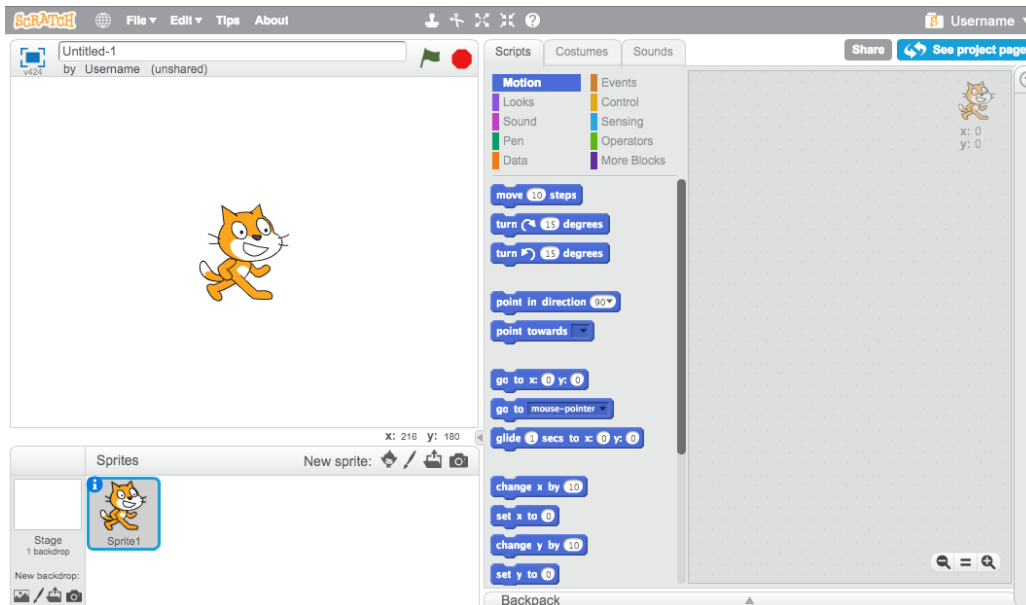 SCRATCH File Edit Tips About Username
Untitled-1
v424
by Username (unshared)
Scripts Costumes Sounds
Share See project page
Motion Events
Looks Control
Sound Sensing
Pen Operators
Data More Blocks
x: 0
y: 0
move 10 steps
turn 15 degrees
turn 15 degrees
point in direction 90
point towards
go to x: 0 y: 0
go to mouse-pointer
glide 1 secs to x: 0 y: 0
change x by 10
set x to 0
change y by 10
set y to 0
x: 216 y: 180
Sprites New sprite:
Stage
1 backdrop
Sprite1
New backdrop:
Backpack